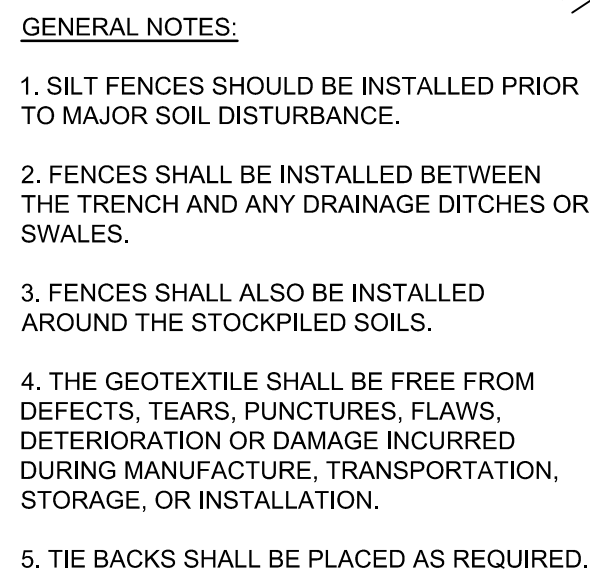 GENERAL NOTES:
1. SILT FENCES SHOULD BE INSTALLED PRIOR
TO MAJOR SOIL DISTURBANCE.
2. FENCES SHALL BE INSTALLED BETWEEN
THE TRENCH AND ANY DRAINAGE DITCHES OR
SWALES.
3. FENCES SHALL ALSO BE INSTALLED
AROUND THE STOCKPILED SOILS.
4. THE GEOTEXTILE SHALL BE FREE FROM
DEFECTS, TEARS, PUNCTURES, FLAWS,
DETERIORATION OR DAMAGE INCURRED
DURING MANUFACTURE, TRANSPORTATION,
STORAGE, OR INSTALLATION.
5. TIE BACKS SHALL BE PLACED AS REQUIRED.